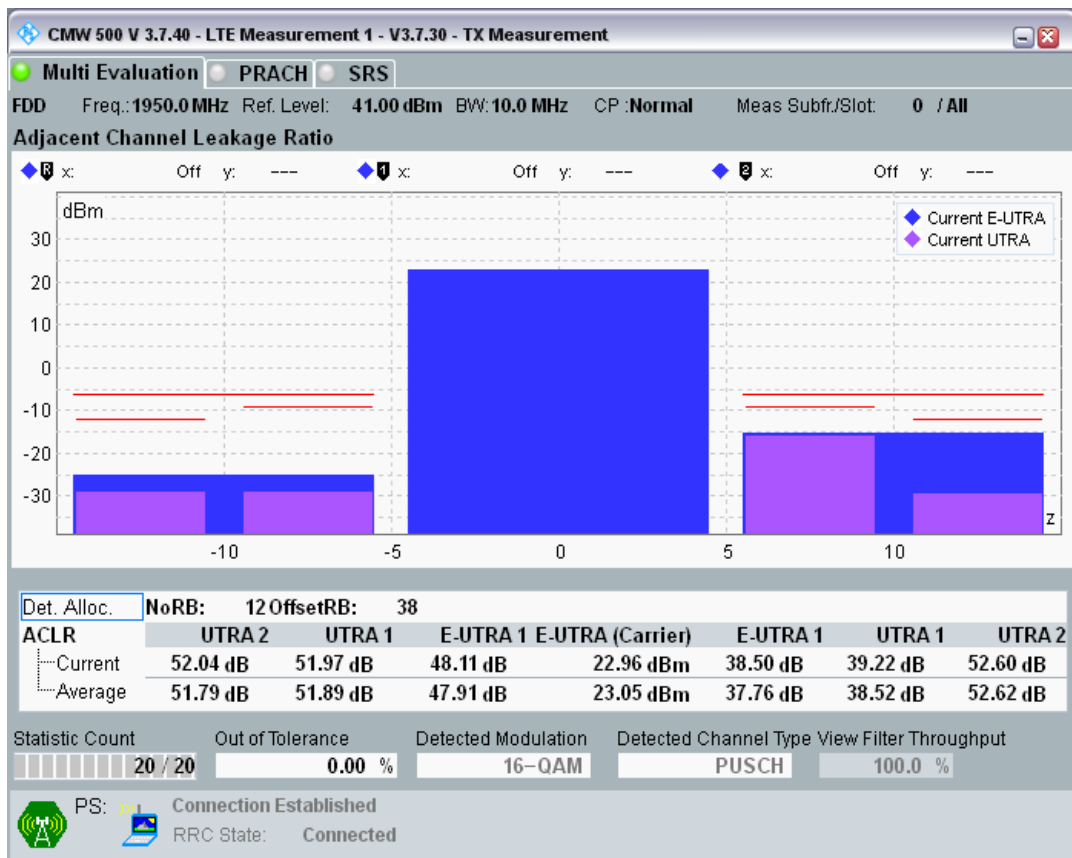 CMW 500 V 3.7.40 - LTE Measurement 1 - V3.7.30 - TX Measurement
Multi Evaluation PRACH SRS
FDD Freq.: 1950.0 MHz Ref. Level: 41.00 dBm BW: 10.0 MHz CP :Normal Meas Subfr./Slot: 0 / All
Adjacent Channel Leakage Ratio
R x: Off y: --- 1 x: Off y: --- 2 x: Off y: ---
dBm
Current E-UTRA
Current UTRA
30
20
10
0
-10
-20
-30
z
-10 -5 0 5 10
Det. Alloc. NoRB: 12 OffsetRB: 38
ACLR UTRA 2 UTRA 1 E-UTRA 1 E-UTRA (Carrier) E-UTRA 1 UTRA 1 UTRA 2
Current 52.04 dB 51.97 dB 48.11 dB 22.96 dBm 38.50 dB 39.22 dB 52.60 dB
Average 51.79 dB 51.89 dB 47.91 dB 23.05 dBm 37.76 dB 38.52 dB 52.62 dB
Statistic Count Out of Tolerance Detected Modulation Detected Channel Type View Filter Throughput
20 / 20 0.00 % 16-QAM PUSCH 100.0 %
PS: Connection Established
RRC State: Connected